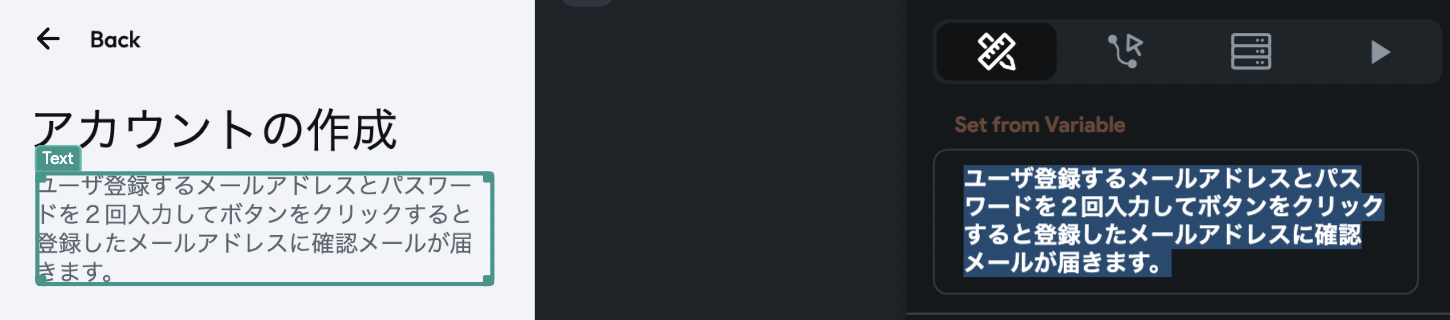 Back
アカウントの作成
Text
ユーザ登録するメールアドレスとパスワー
ドを２回入力してボタンをクリックすると
登録したメールアドレスに確認メールが届
きます。
Set from Variable
ユーザ登録するメールアドレスとパス
ワードを２回入力してボタンをクリック
すると登録したメールアドレスに確認
メールが届きます。